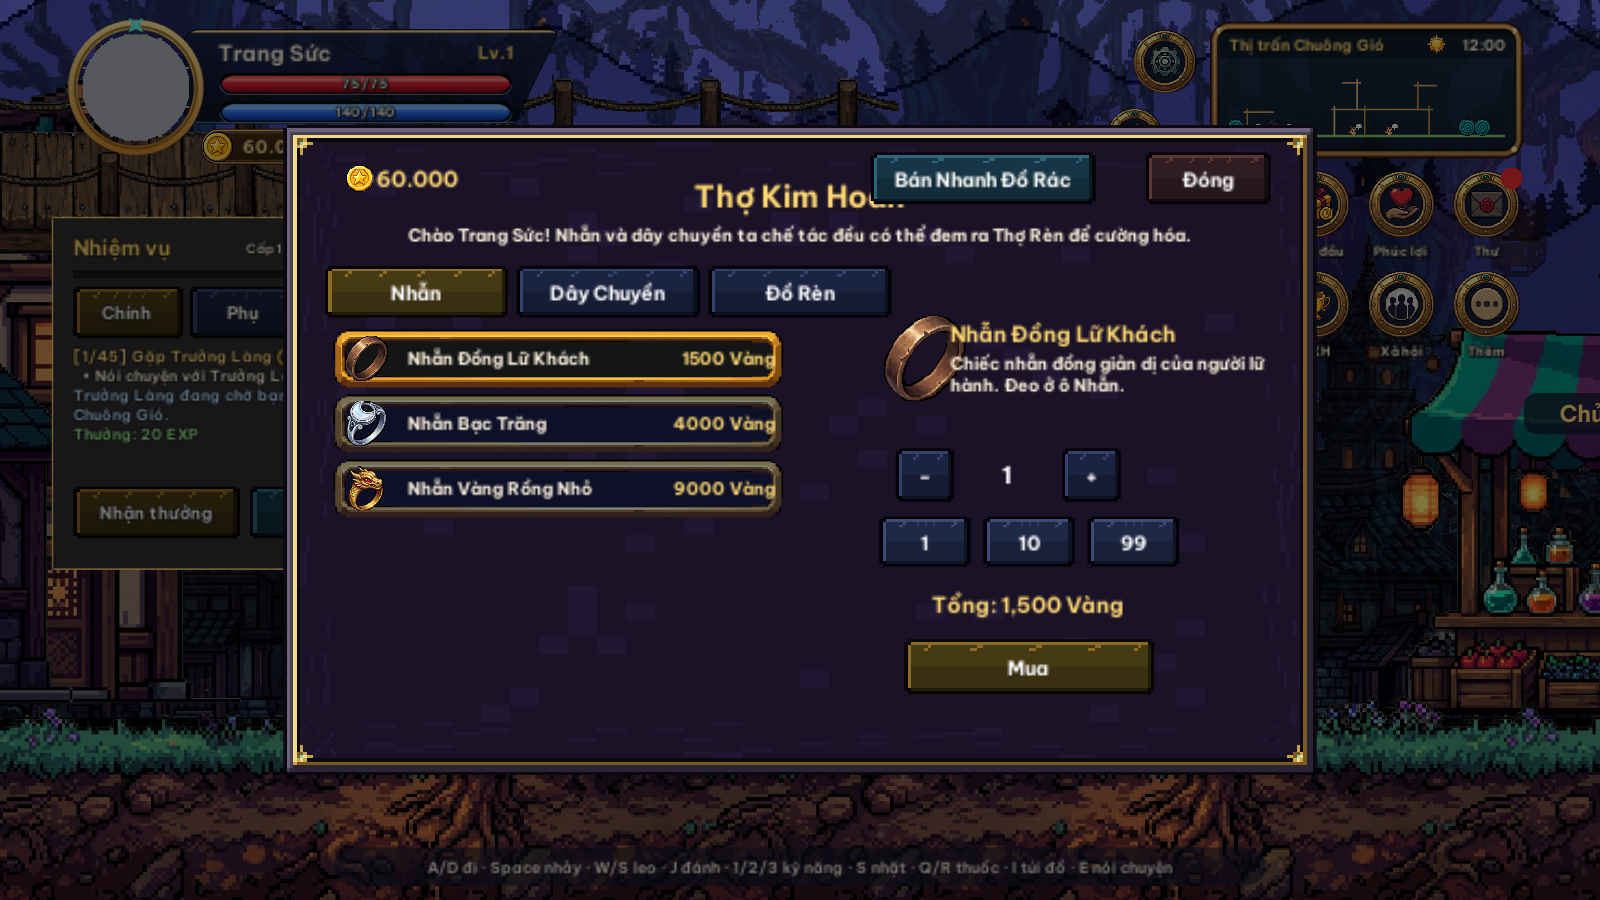 Trang Sức
Lv.1
75/75
140/140
60.0
Thị trấn Chuông Gió
12:00
60.000
Thợ Kim Ho
Bán Nhanh Đồ Rác
Đóng
Chào Trang Sức! Nhẫn và dây chuyền ta chế tác đều có thể đem ra Thợ Rèn để cường hóa.
Nhẫn
Dây Chuyền
Đồ Rèn
Nhẫn Đồng Lữ Khách
1500 Vàng
Nhẫn Bạc Trăng
4000 Vàng
Nhẫn Vàng Rồng Nhỏ
9000 Vàng
Nhẫn Đồng Lữ Khách
Chiếc nhẫn đồng giản dị của người lữ
hành. Đeo ở ô Nhẫn.
-
1
+
1
10
99
Tổng: 1,500 Vàng
Mua
Nhiệm vụ
Cấp 1
Chính
Phụ
[1/45] Gặp Trưởng Làng (
• Nói chuyện với Trưởng L
Trưởng Làng đang chờ bạn
Chuông Gió.
Thưởng: 20 EXP
Nhận thưởng
đầu
Phúc lợi
Thư
Xã hội
Thêm
Chủ
A/D đi · Space nhảy · W/S leo · J đánh · 1/2/3 kỹ năng · S nhặt · Q/R thuốc · I túi đồ · E nói chuyện